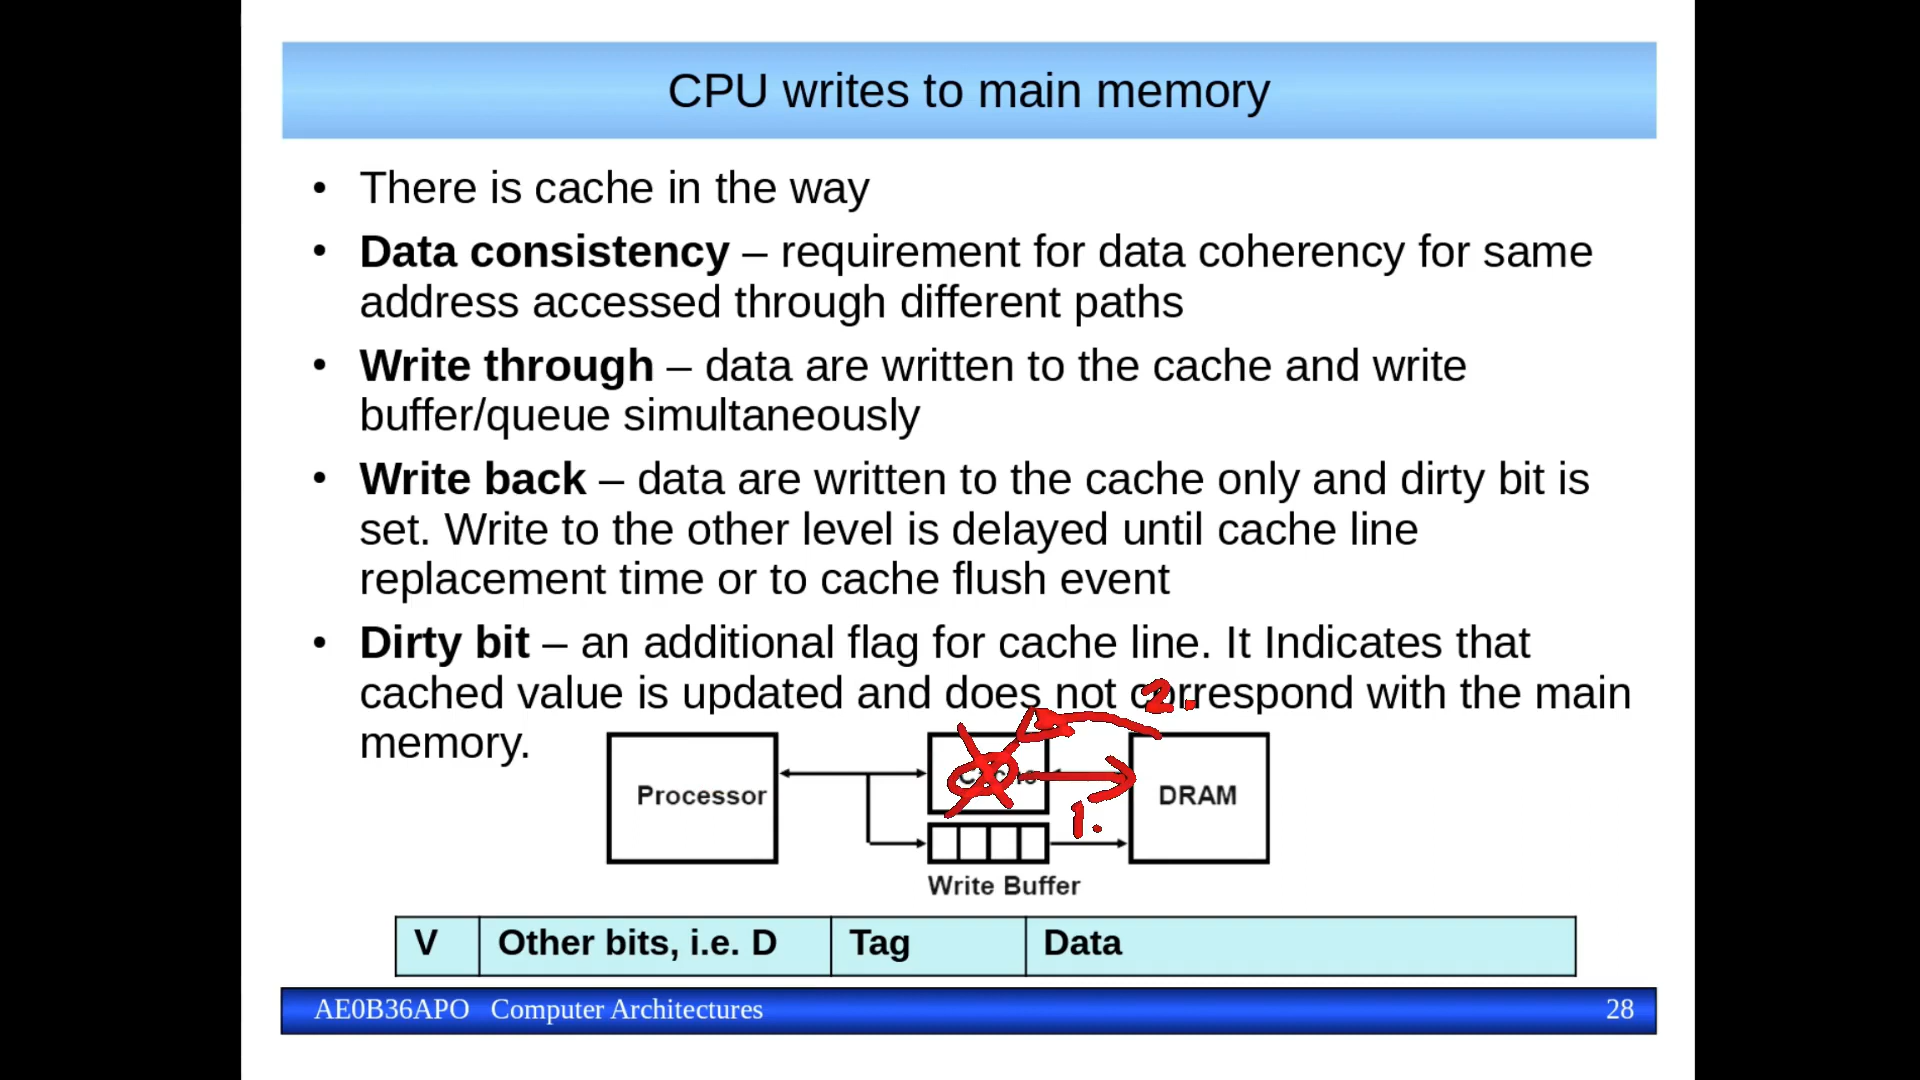 CPU writes to main memory
• There is cache in the way
• Data consistency – requirement for data coherency for same
address accessed through different paths
• Write through – data are written to the cache and write
buffer/queue simultaneously
• Write back – data are written to the cache only and dirty bit is
set. Write to the other level is delayed until cache line
replacement time or to cache flush event
• Dirty bit – an additional flag for cache line. It Indicates that
cached value is updated and does not correspond with the main
memory.
2.
Processor
DRAM
1.
Write Buffer
V Other bits, i.e. D Tag Data
AE0B36APO Computer Architectures 28